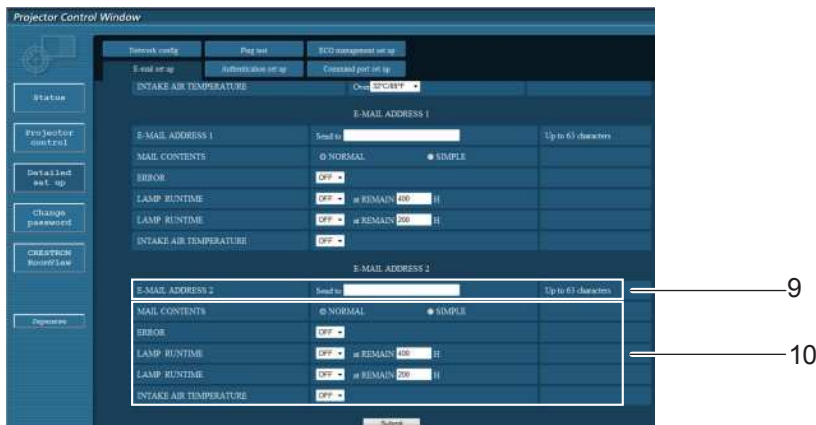 Projector Control Window
Network config Ping test ECO management set up
E-mail set up Authentication set up Command port set up
Status
INTAKE AIR TEMPERATURE Over 32°C/88°F
E-MAIL ADDRESS 1
Projector control
E-MAIL ADDRESS 1 Send to Up to 63 characters
MAIL CONTENTS NORMAL SIMPLE
Detailed set up
ERROR OFF
LAMP RUNTIME OFF at REMAIN 400 H
Change password
LAMP RUNTIME OFF at REMAIN 200 H
INTAKE AIR TEMPERATURE OFF
CRESTRON RoomView
E-MAIL ADDRESS 2
E-MAIL ADDRESS 2 Send to Up to 63 characters 9
MAIL CONTENTS NORMAL SIMPLE
Japanese
ERROR OFF
LAMP RUNTIME OFF at REMAIN 400 H 10
LAMP RUNTIME OFF at REMAIN 200 H
INTAKE AIR TEMPERATURE OFF
Submit